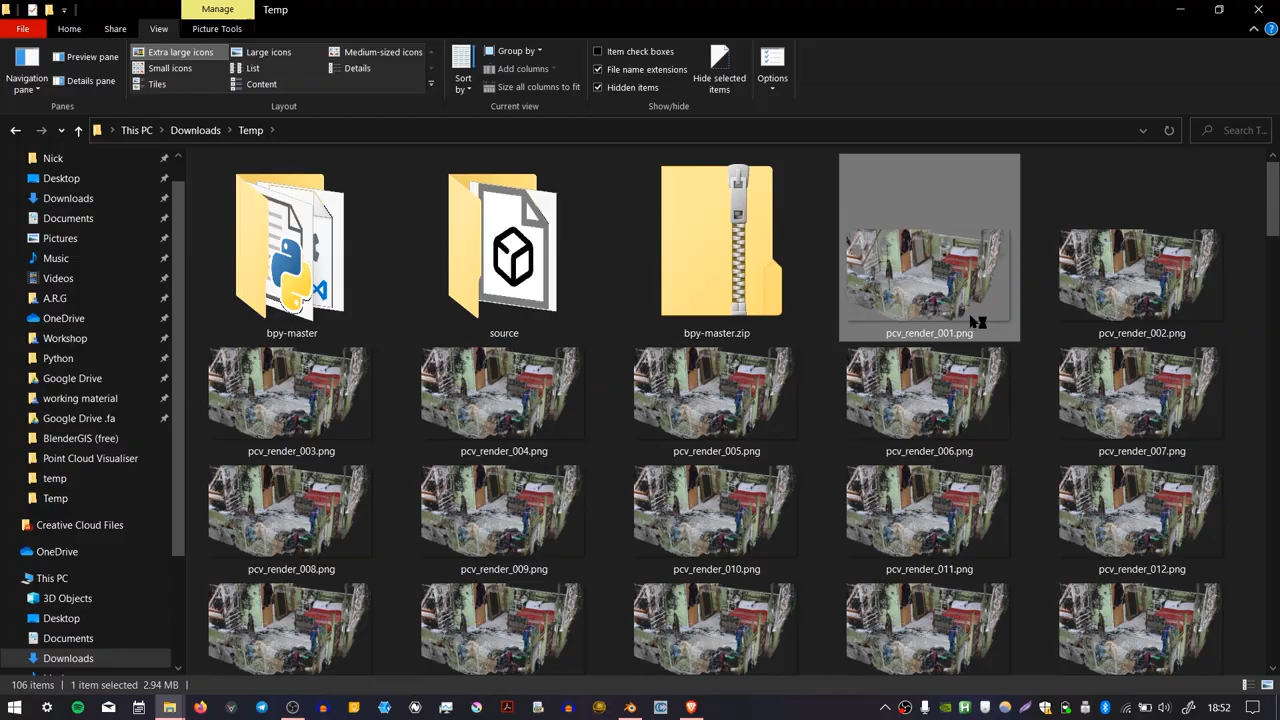 Manage
Temp
File
Home
Share
View
Picture Tools
Navigation pane
Preview pane
Details pane
Panes
Extra large icons
Large icons
Medium-sized icons
Small icons
List
Details
Tiles
Content
Layout
Sort by
Group by
Add columns
Size all columns to fit
Current view
Item check boxes
File name extensions
Hidden items
Hide selected items
Show/hide
Options
This PC
Downloads
Temp
Search T...
Nick
Desktop
Downloads
Documents
Pictures
Music
Videos
A.R.G
OneDrive
Workshop
Python
Google Drive
working material
Google Drive .fa
BlenderGIS (free)
Point Cloud Visualiser
temp
Temp
Creative Cloud Files
OneDrive
This PC
3D Objects
Desktop
Documents
Downloads
bpy-master
source
bpy-master.zip
pcv_render_001.png
pcv_render_002.png
pcv_render_003.png
pcv_render_004.png
pcv_render_005.png
pcv_render_006.png
pcv_render_007.png
pcv_render_008.png
pcv_render_009.png
pcv_render_010.png
pcv_render_011.png
pcv_render_012.png
106 items
1 item selected 2.94 MB
18:52